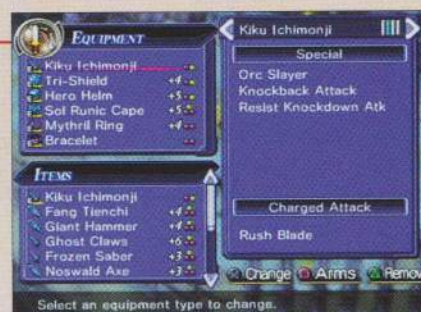 EQUIPMENT
Kiku Ichimonji
Tri-Shield +4
Hero Helm +5
Sol Runic Cape +5
Mythril Ring +4
Bracelet
ITEMS
Kiku Ichimonji
Fang Tienchi +4
Giant Hammer +4
Ghost Claws +6
Frozen Saber +3
Noswald Axe +3
Kiku Ichimonji
Special
Orc Slayer
Knockback Attack
Resist Knockdown Atk
Charged Attack
Rush Blade
Change Arms Remov
Select an equipment type to change.